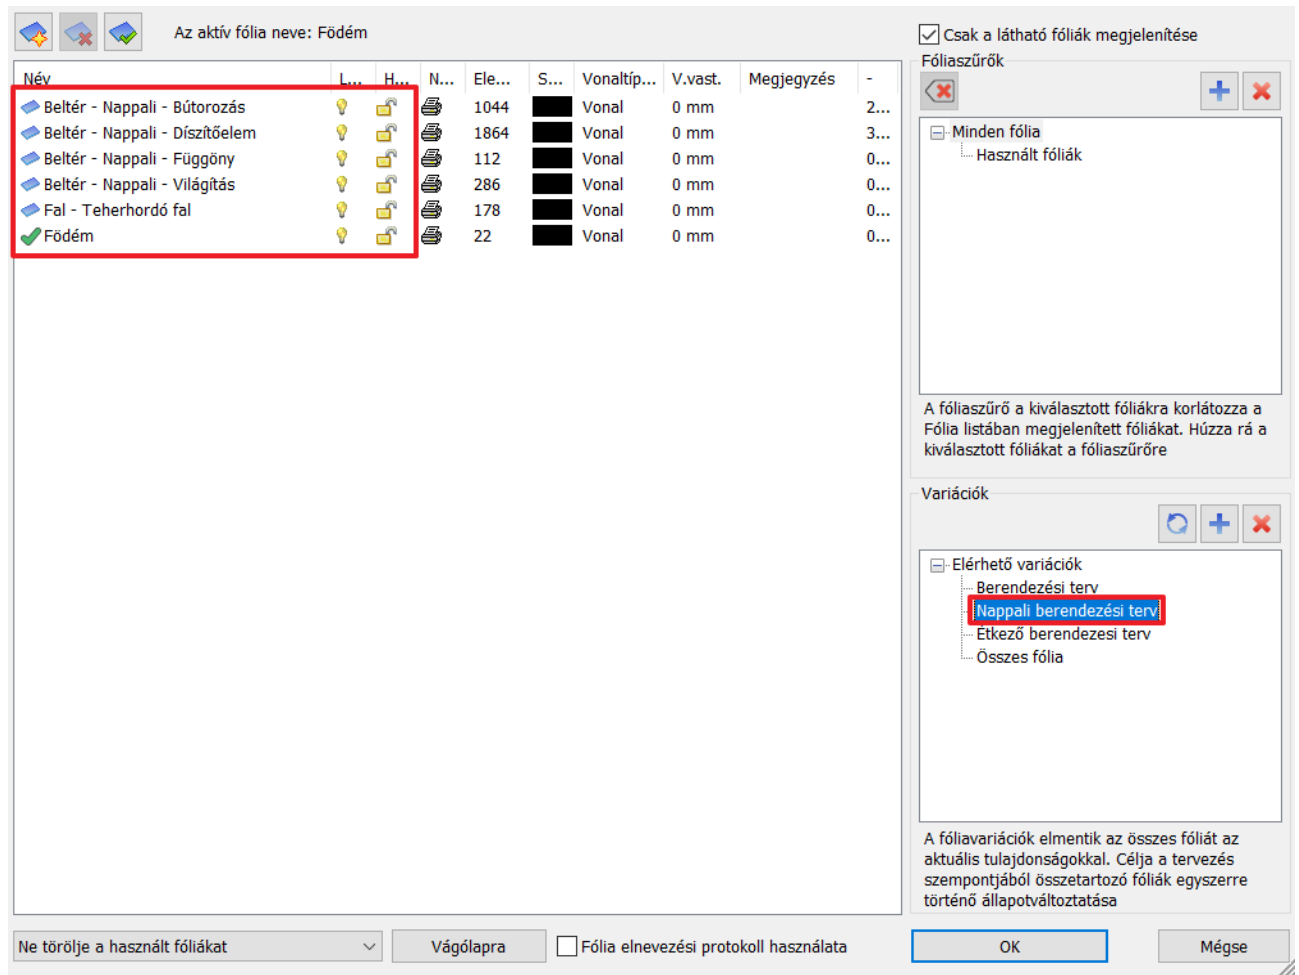 Az aktív fólia neve: Födém
Csak a látható fóliák megjelenítése
Név L... H... N... Ele... S... Vonaltíp... V.vast. Megjegyzés -
Beltér - Nappali - Bútorozás 1044 Vonal 0 mm 2...
Beltér - Nappali - Díszítőelem 1864 Vonal 0 mm 3...
Beltér - Nappali - Függöny 112 Vonal 0 mm 0...
Beltér - Nappali - Világítás 286 Vonal 0 mm 0...
Fal - Teherhordó fal 178 Vonal 0 mm 0...
Födém 22 Vonal 0 mm 0...
Fóliaszűrők
Minden fólia
Használt fóliák
A fóliaszűrő a kiválasztott fóliákra korlátozza a
Fólia listában megjelenített fóliákat. Húzza rá a
kiválasztott fóliákat a fóliaszűrőre
Variációk
Elérhető variációk
Berendezési terv
Nappali berendezési terv
Étkező berendezesi terv
Összes fólia
A fóliavariációk elmentik az összes fóliát az
aktuális tulajdonságokkal. Célja a tervezés
szempontjából összetartozó fóliák egyszerre
történő állapotváltoztatása
Ne törölje a használt fóliákat
Vágólapra
Fólia elnevezési protokoll használata
OK
Mégse